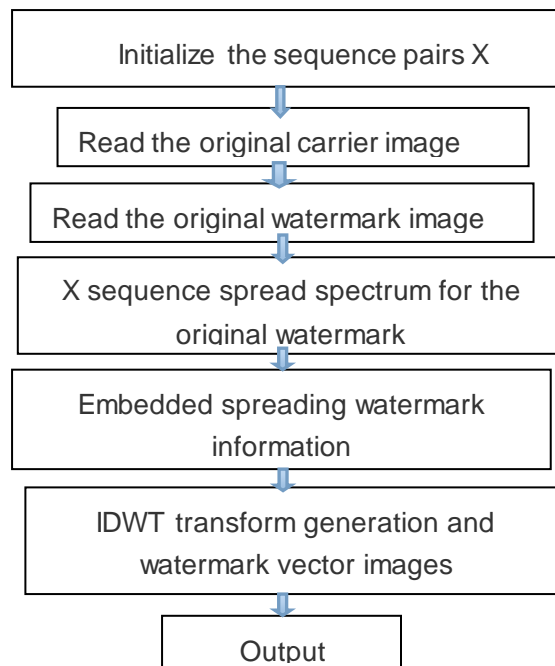 Initialize the sequence pairs X
Read the original carrier image
Read the original watermark image
X sequence spread spectrum for the
original watermark
Embedded spreading watermark
information
IDWT transform generation and
watermark vector images
Output